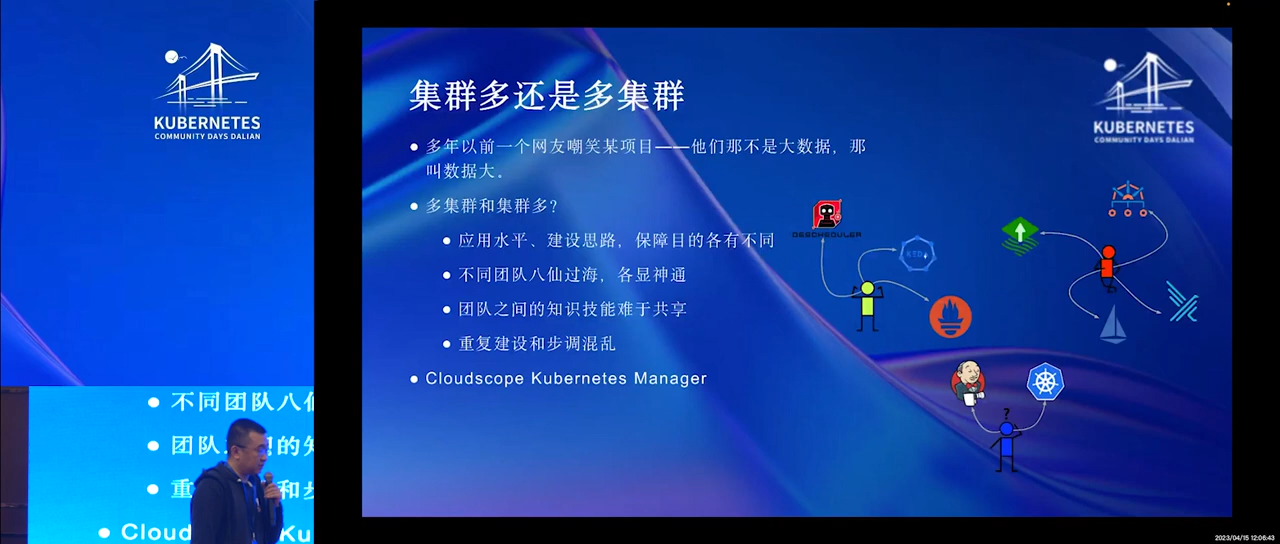 KUBERNETES
COMMUNITY DAYS DALIAN
集群多还是多集群
KUBERNETES
COMMUNITY DAYS DALIAN
● 多年以前一个网友嘲笑某项目——他们那不是大数据，那
叫数据大。
● 多集群和集群多?
● 应用水平、建设思路，保障目的各有不同
● 不同团队八仙过海，各显神通
● 团队之间的知识技能难于共享
● 重复建设和步调混乱
● Cloudscope Kubernetes Manager
DESCHEDULER
?
● 不同团队八仙
● 团队 的知
● 重 和步
● Cloud Ku
2023/04/15 12:06:43